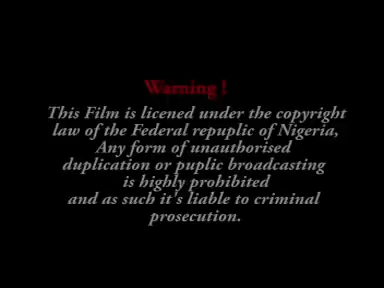 Warning !
This Film is licened under the copyright
law of the Federal repuplic of Nigeria,
Any form of unauthorised
duplication or puplic broadcasting
is highly prohibited
and as such it's liable to criminal
prosecution.